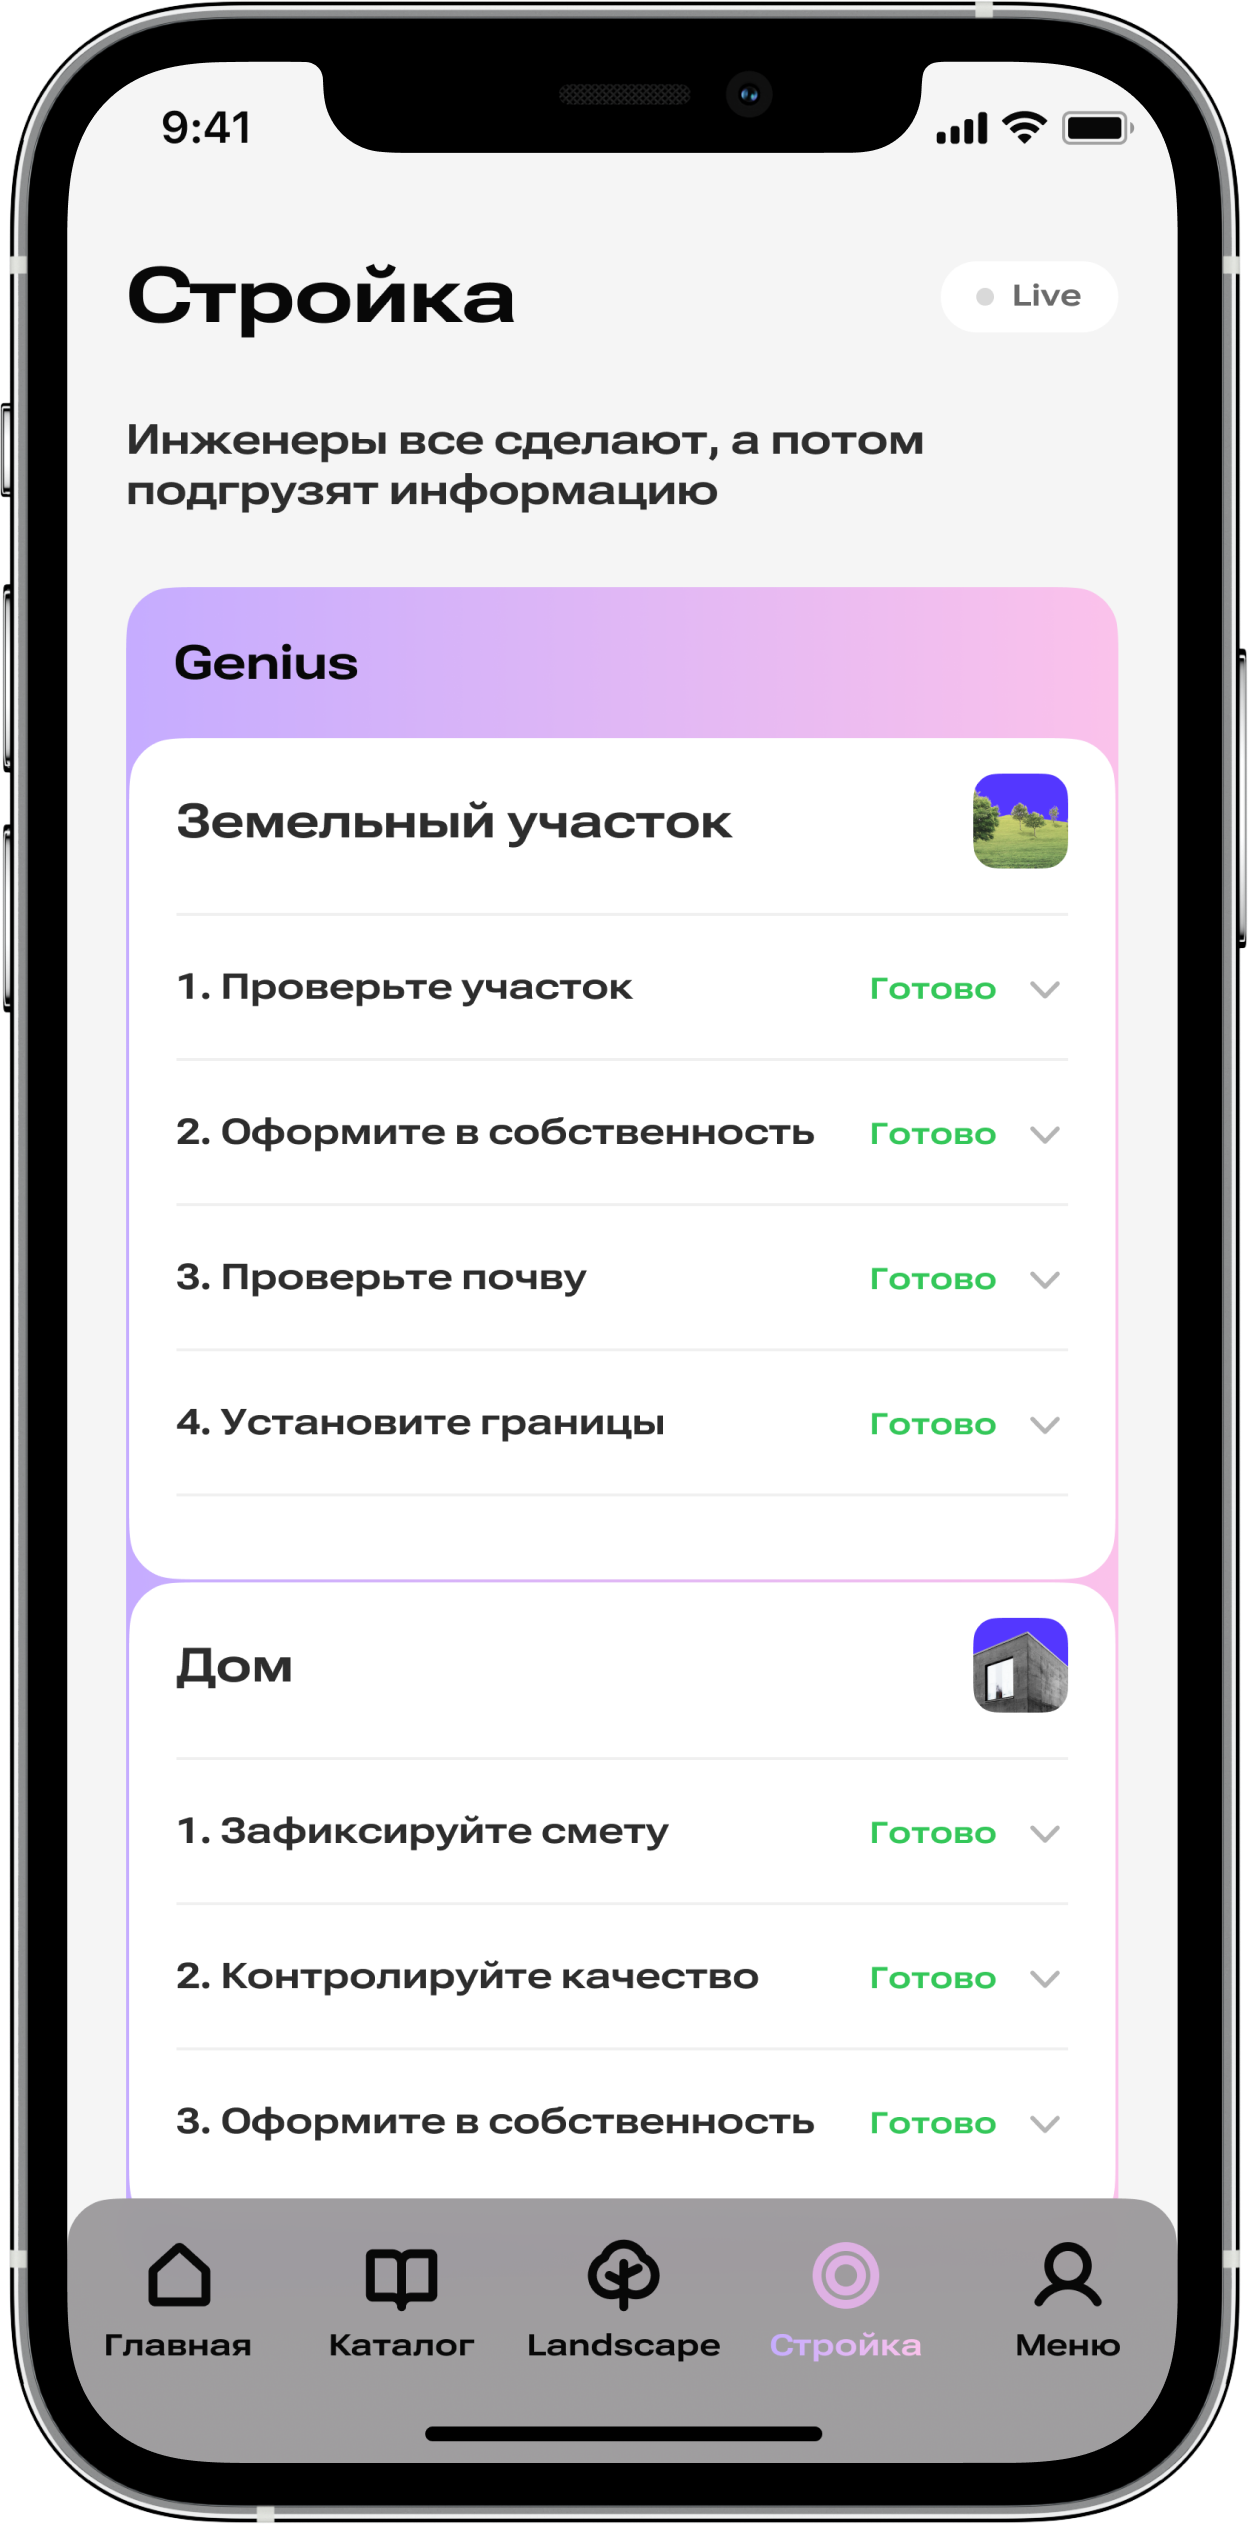 9:41
Стройка
Live
Инженеры все сделают, а потом
подгрузят информацию
Genius
Земельный участок
1. Проверьте участок Готово
2. Оформите в собственность Готово
3. Проверьте почву Готово
4. Установите границы Готово
Дом
1. Зафиксируйте смету Готово
2. Контролируйте качество Готово
3. Оформите в собственность Готово
Главная Каталог Landscape Стройка Меню